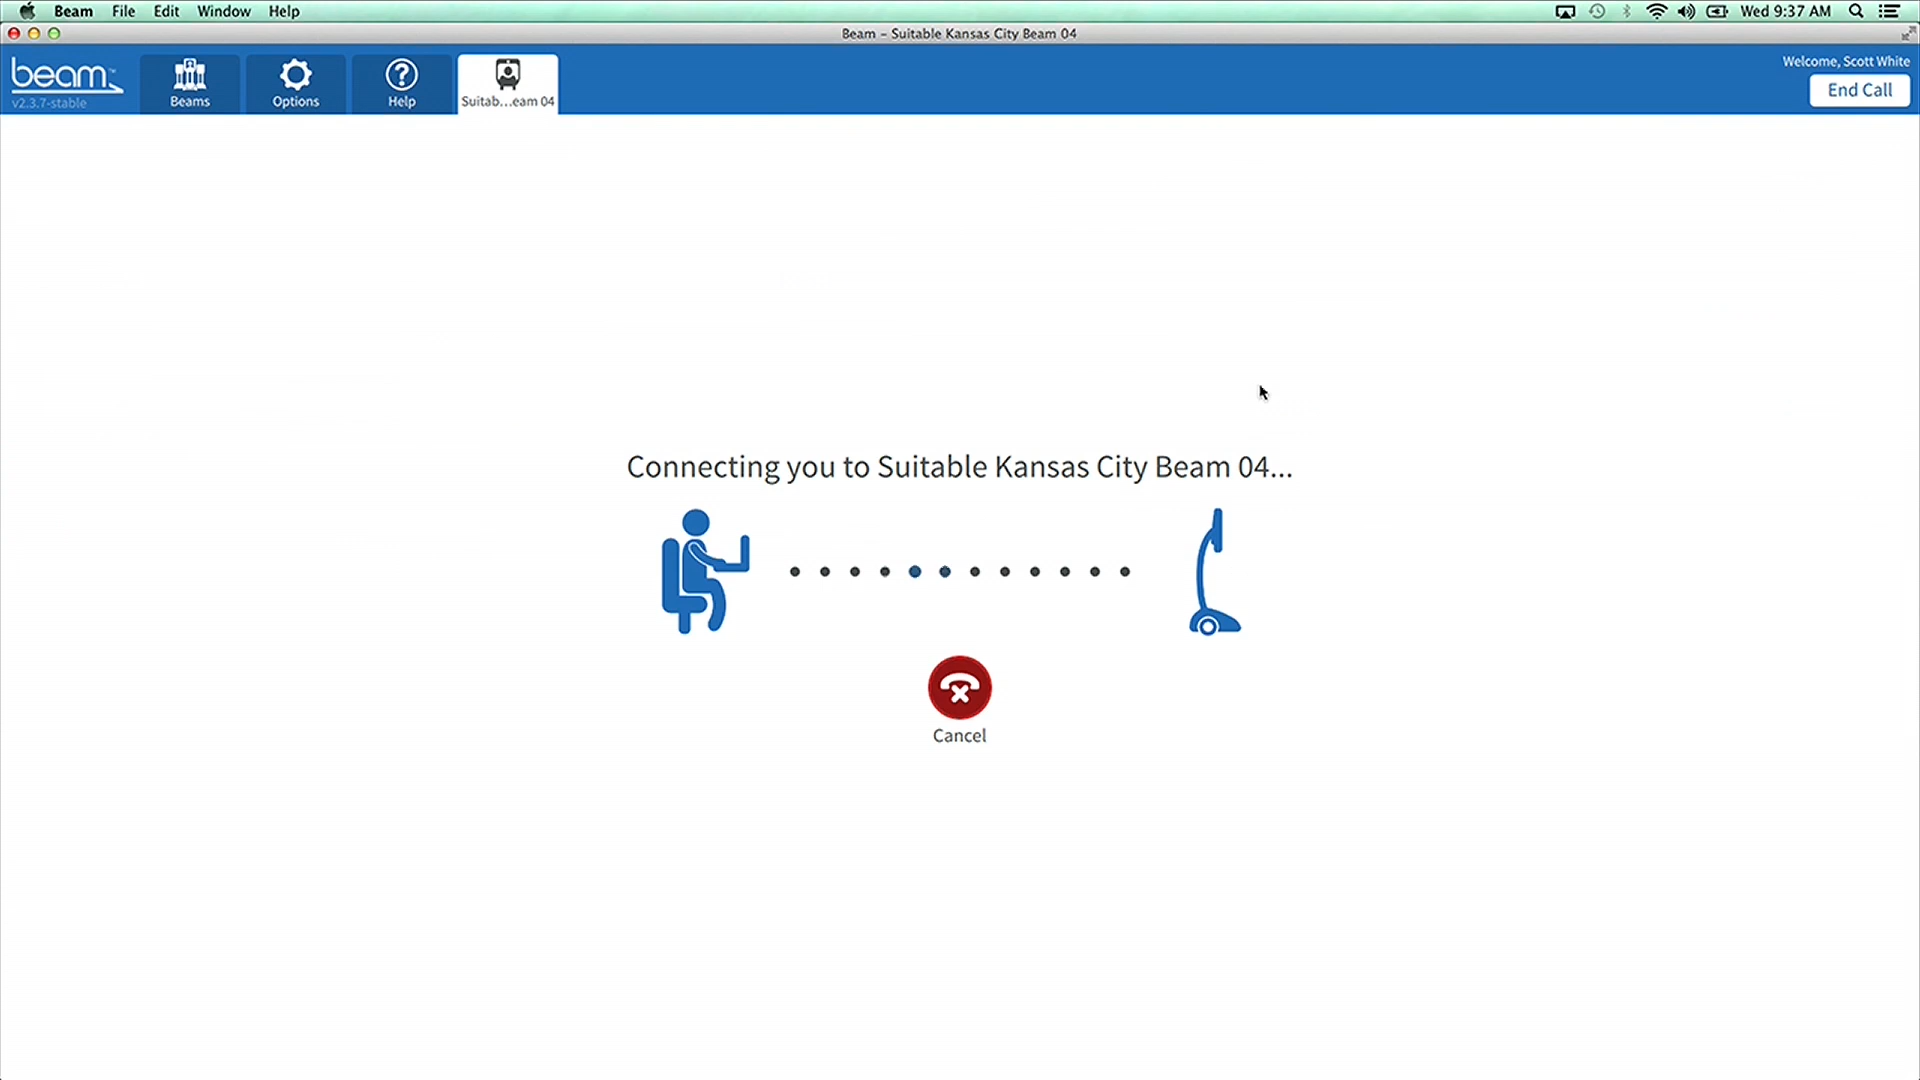 Beam File Edit Window Help Wed 9:37 AM
Beam – Suitable Kansas City Beam 04
beam™
v2.3.7-stable
Beams
Options
Help
Suitab...eam 04
Welcome, Scott White
End Call
Connecting you to Suitable Kansas City Beam 04...
Cancel